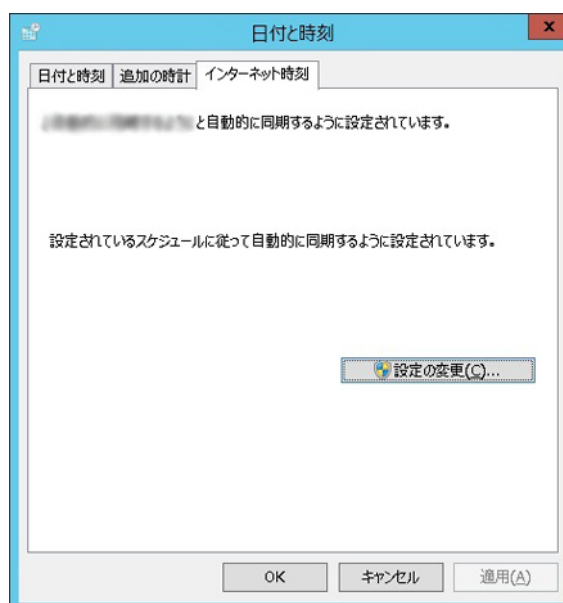 日付と時刻
日付と時刻 追加の時計 インターネット時刻
と自動的に同期するように設定されています。
設定されているスケジュールに従って自動的に同期するように設定されています。
設定の変更(C)...
OK キャンセル 適用(A)